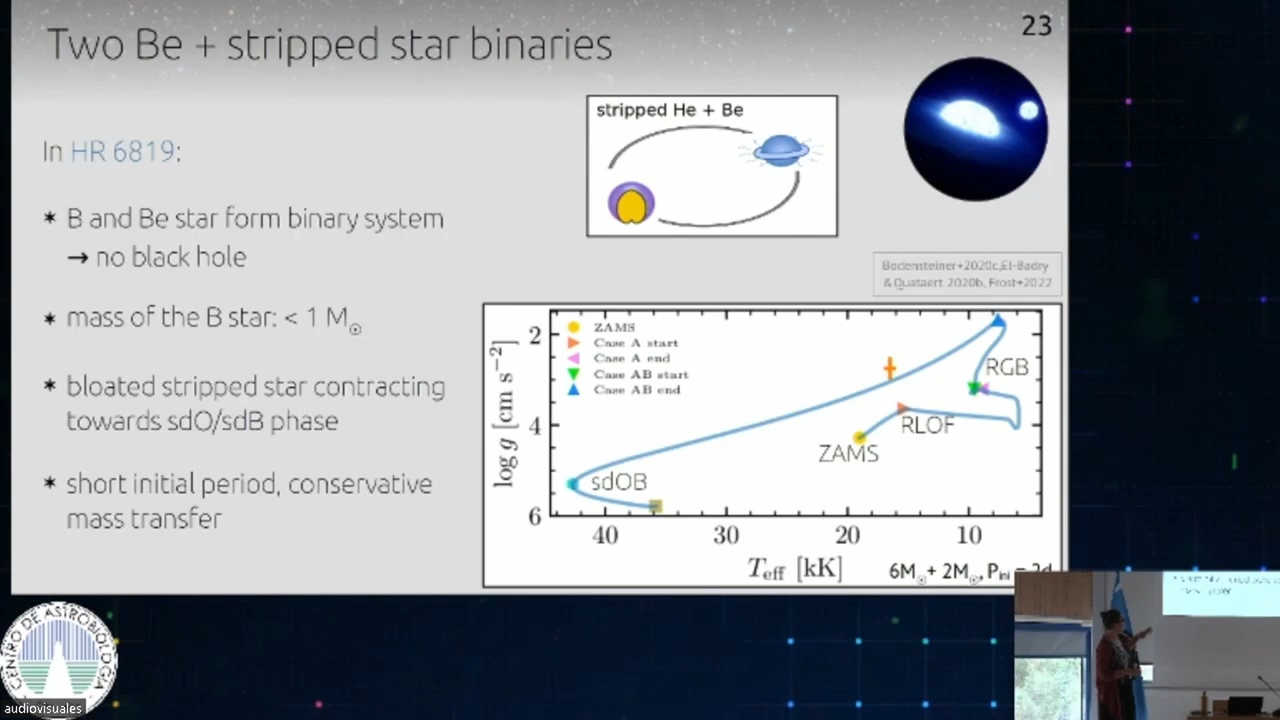 Two Be + stripped star binaries
23
In HR 6819:
* B and Be star form binary system
→ no black hole
* mass of the B star: < 1 M☉
* bloated stripped star contracting
towards sdO/sdB phase
* short initial period, conservative
mass transfer
stripped He + Be
Bodensteiner+2020c,El-Badry
& Quataert 2020b, Frost+2022
ZAMS
Case A start
Case A end
Case AB start
Case AB end
RGB
RLOF
ZAMS
sdOB
log g [cm s⁻²]
2
4
6
40 30 20 10
Teff [kK]
6M☉+ 2M☉, Pini = 2d
CENTRO DE ASTROBIOLOGÍA
audiovisuales